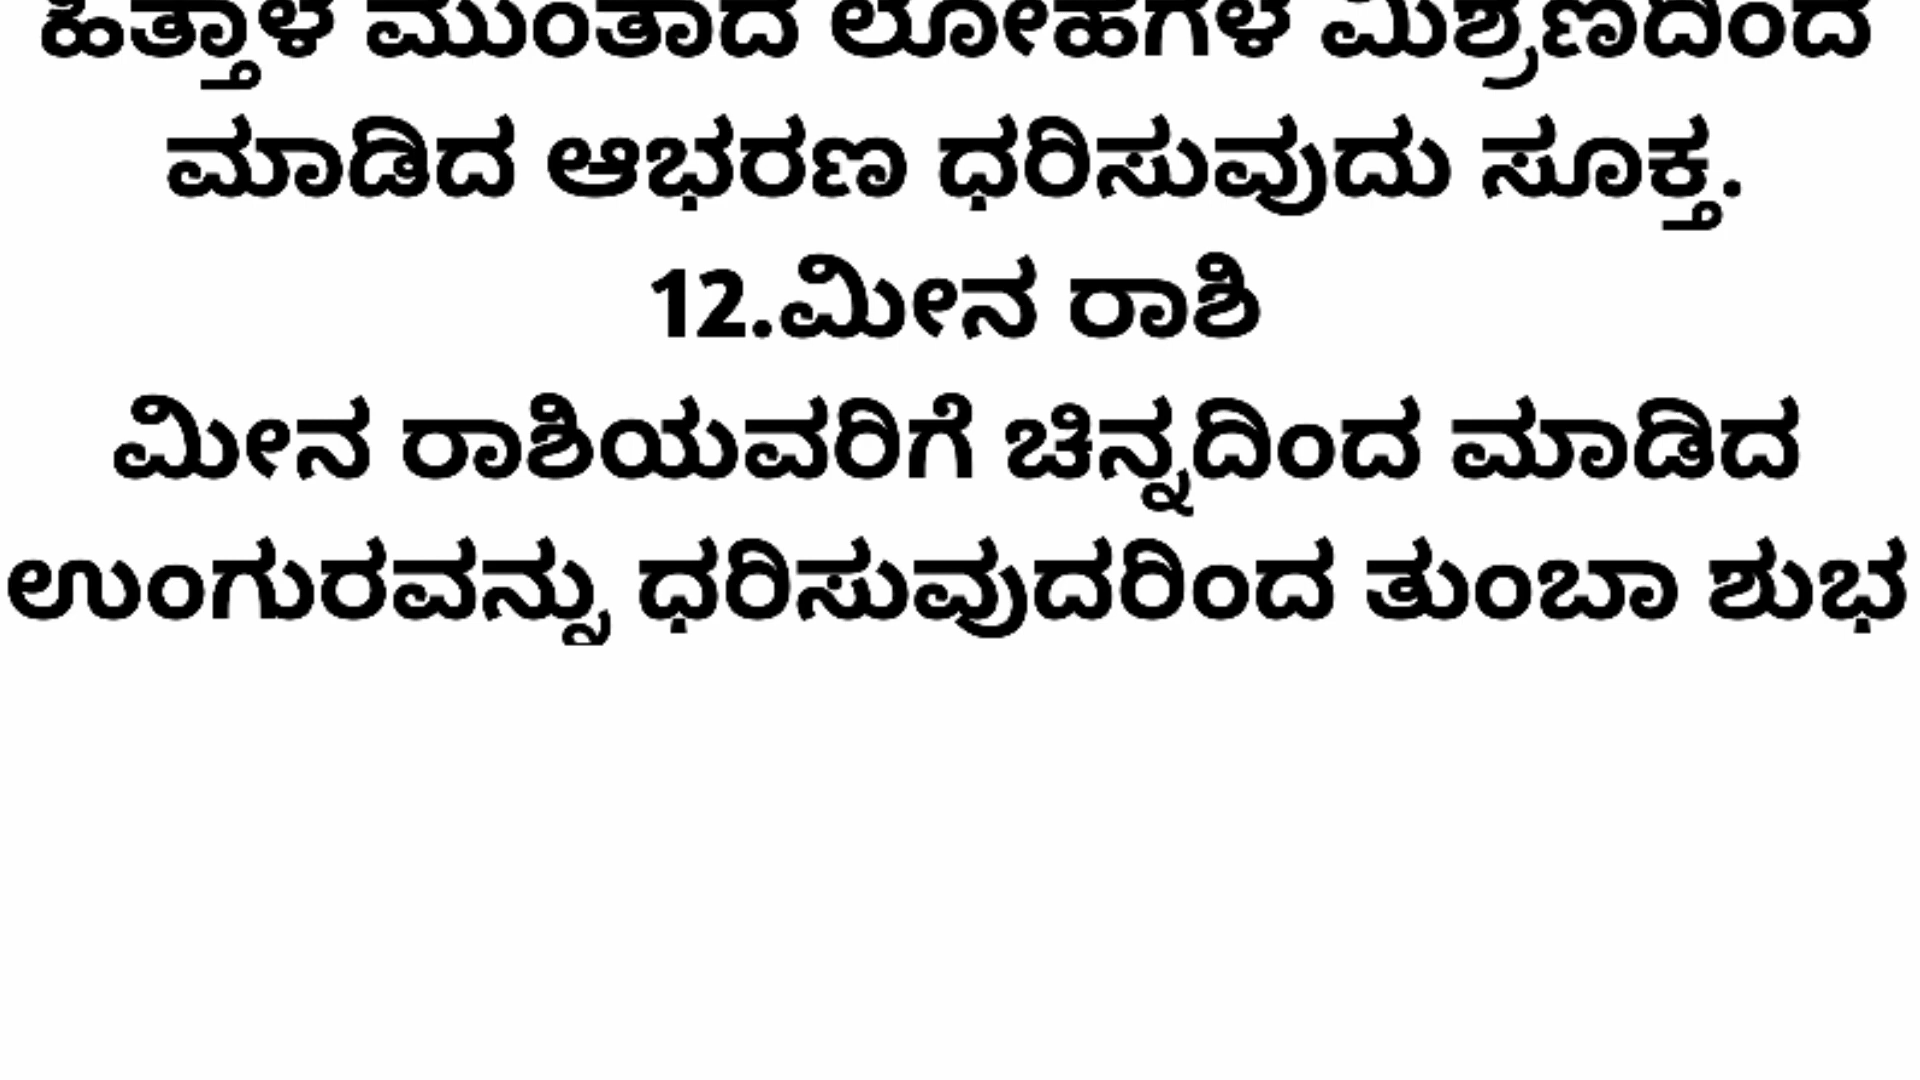 ಹಿತ್ತಾಳೆ ಮುಂತಾದ ಲೋಹಗಳ ಮಿಶ್ರಣದಿಂದ
ಮಾಡಿದ ಆಭರಣ ಧರಿಸುವುದು ಸೂಕ್ತ.
12.ಮೀನ ರಾಶಿ
ಮೀನ ರಾಶಿಯವರಿಗೆ ಚಿನ್ನದಿಂದ ಮಾಡಿದ
ಉಂಗುರವನ್ನು ಧರಿಸುವುದರಿಂದ ತುಂಬಾ ಶುಭ